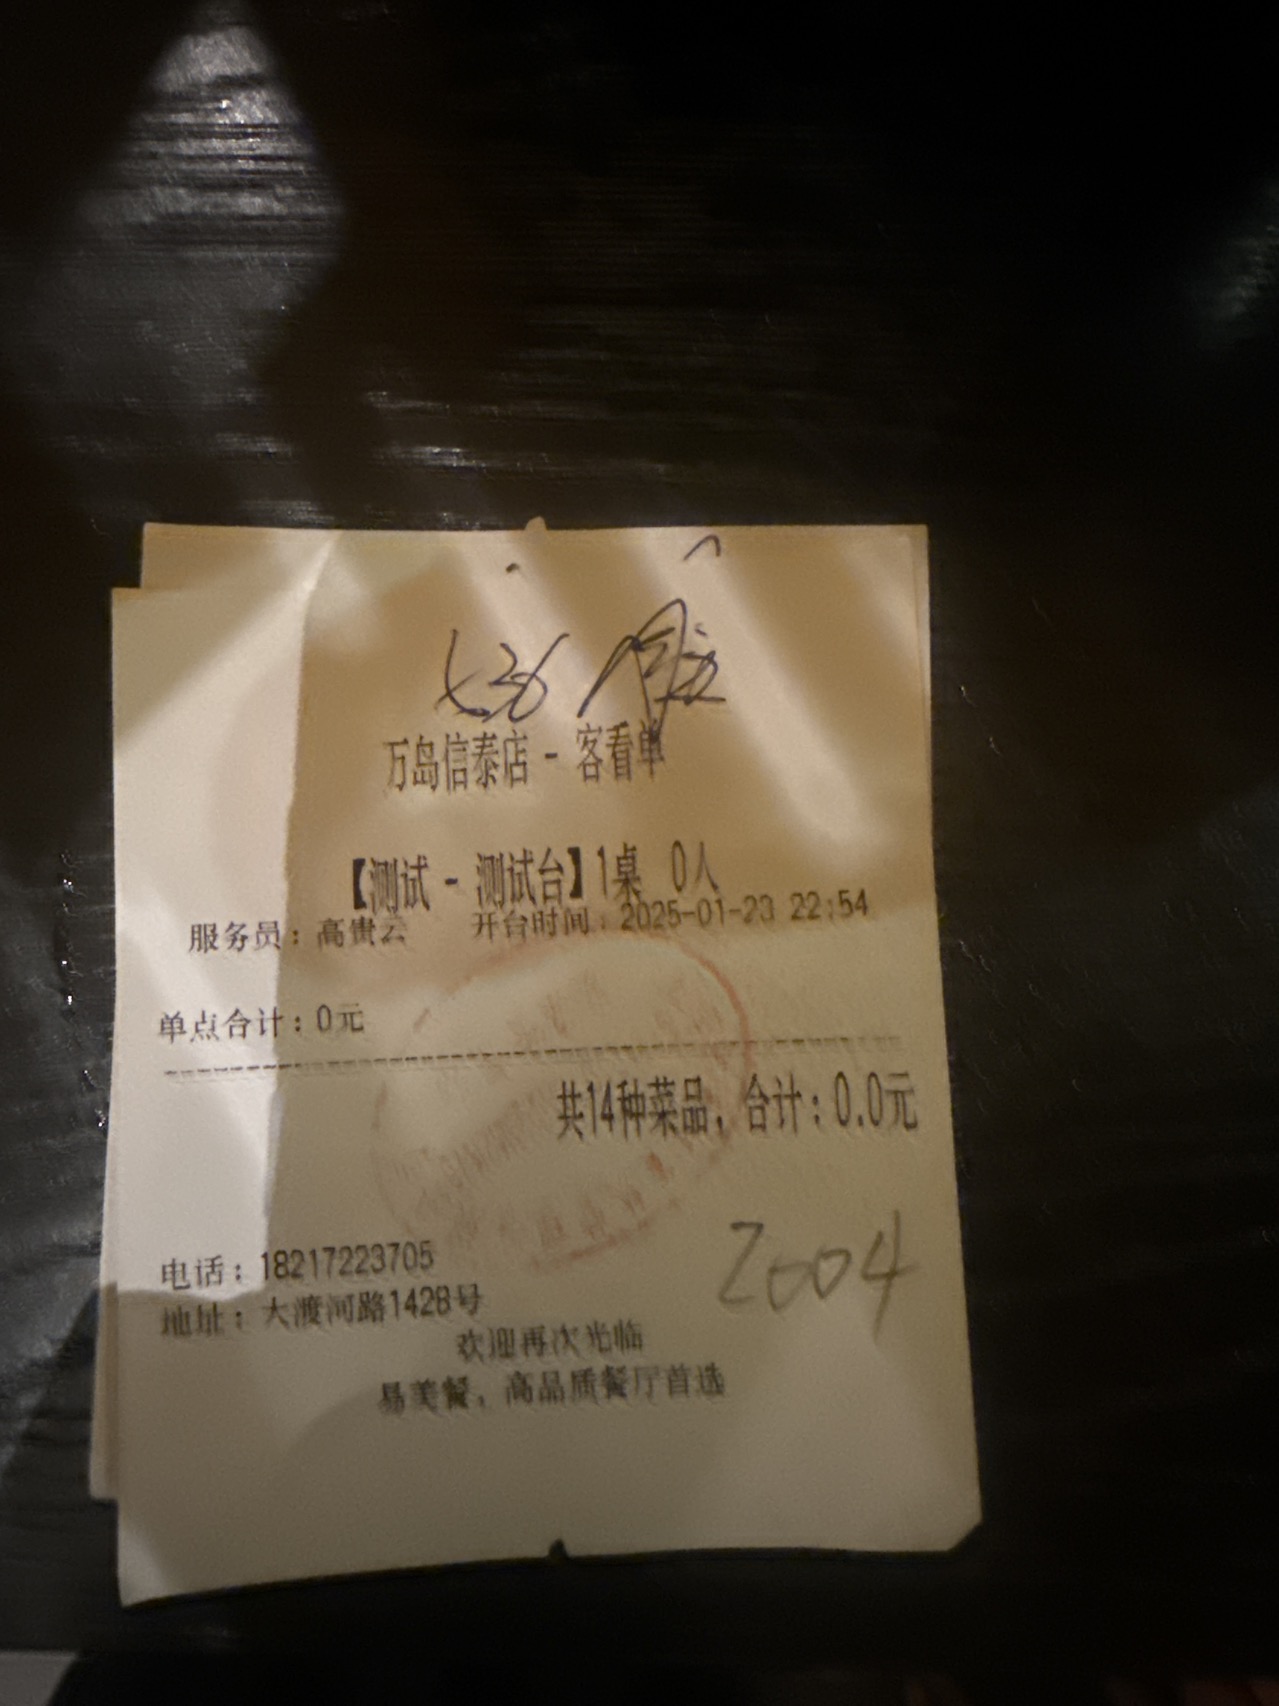 万岛信泰店 - 客看单
【测试 - 测试台】1桌 0人
服务员：高贵云 开台时间：2025-01-23 22:54
单点合计：0元
共14种菜品，合计：0.0元
2004
电话：18217223705
地址：大渡河路1428号
欢迎再次光临
易美餐，高品质餐厅首选